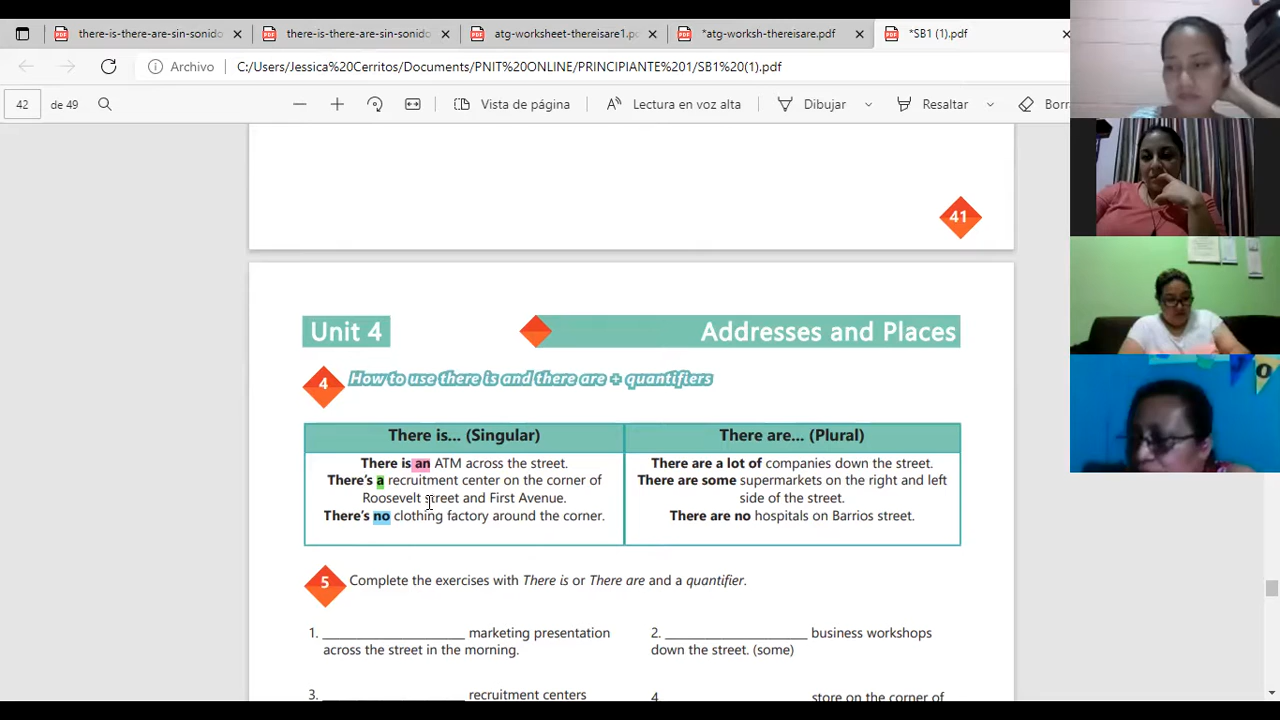 there-is-there-are-sin-sonido
there-is-there-are-sin-sonido
atg-worksheet-thereisare1.pc
*atg-worksh-thereisare.pdf
*SB1 (1).pdf
Archivo
C:/Users/Jessica%20Cerritos/Documents/PNIT%20ONLINE/PRINCIPIANTE%201/SB1%20(1).pdf
42 de 49
Vista de página
Lectura en voz alta
Dibujar
Resaltar
Borr
41
Unit 4
Addresses and Places
4 How to use there is and there are + quantifiers
There is... (Singular)
There is an ATM across the street.
There's a recruitment center on the corner of
Roosevelt street and First Avenue.
There's no clothing factory around the corner.
There are... (Plural)
There are a lot of companies down the street.
There are some supermarkets on the right and left
side of the street.
There are no hospitals on Barrios street.
5 Complete the exercises with There is or There are and a quantifier.
1. ____________________ marketing presentation
across the street in the morning.
2. ____________________ business workshops
down the street. (some)
3. ____________________ recruitment centers
4 ____________________ store on the corner of